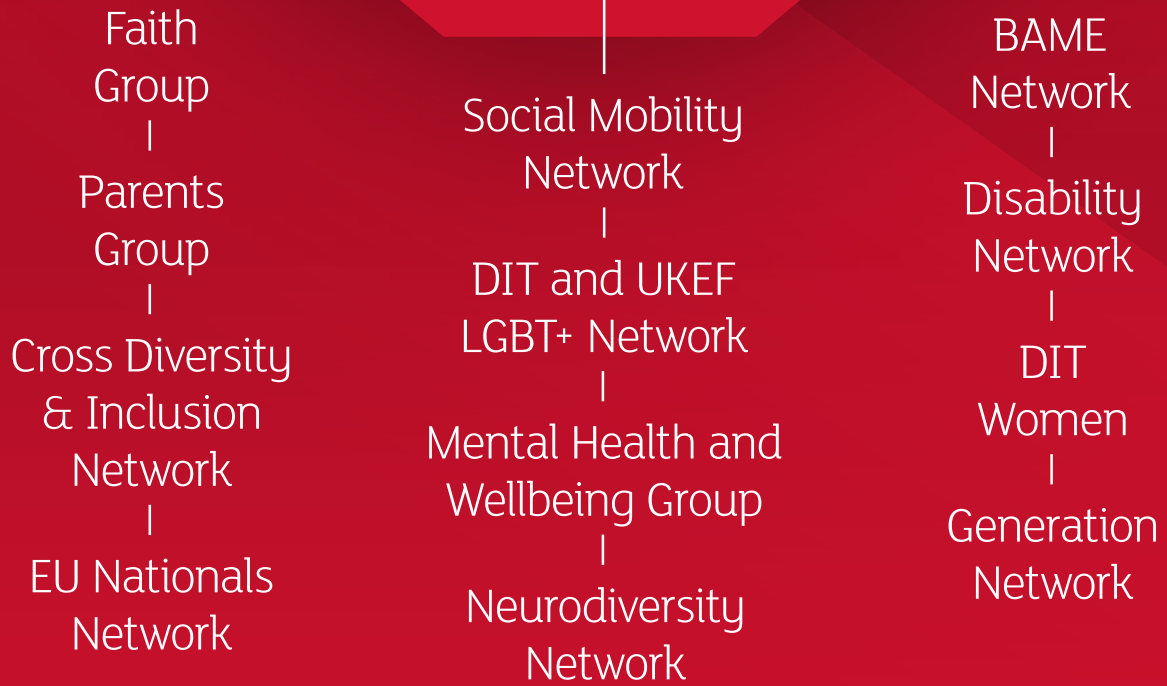 Faith
Group
Parents
Group
Cross Diversity
& Inclusion
Network
EU Nationals
Network
Social Mobility
Network
DIT and UKEF
LGBT+ Network
Mental Health and
Wellbeing Group
Neurodiversity
Network
BAME
Network
Disability
Network
DIT
Women
Generation
Network